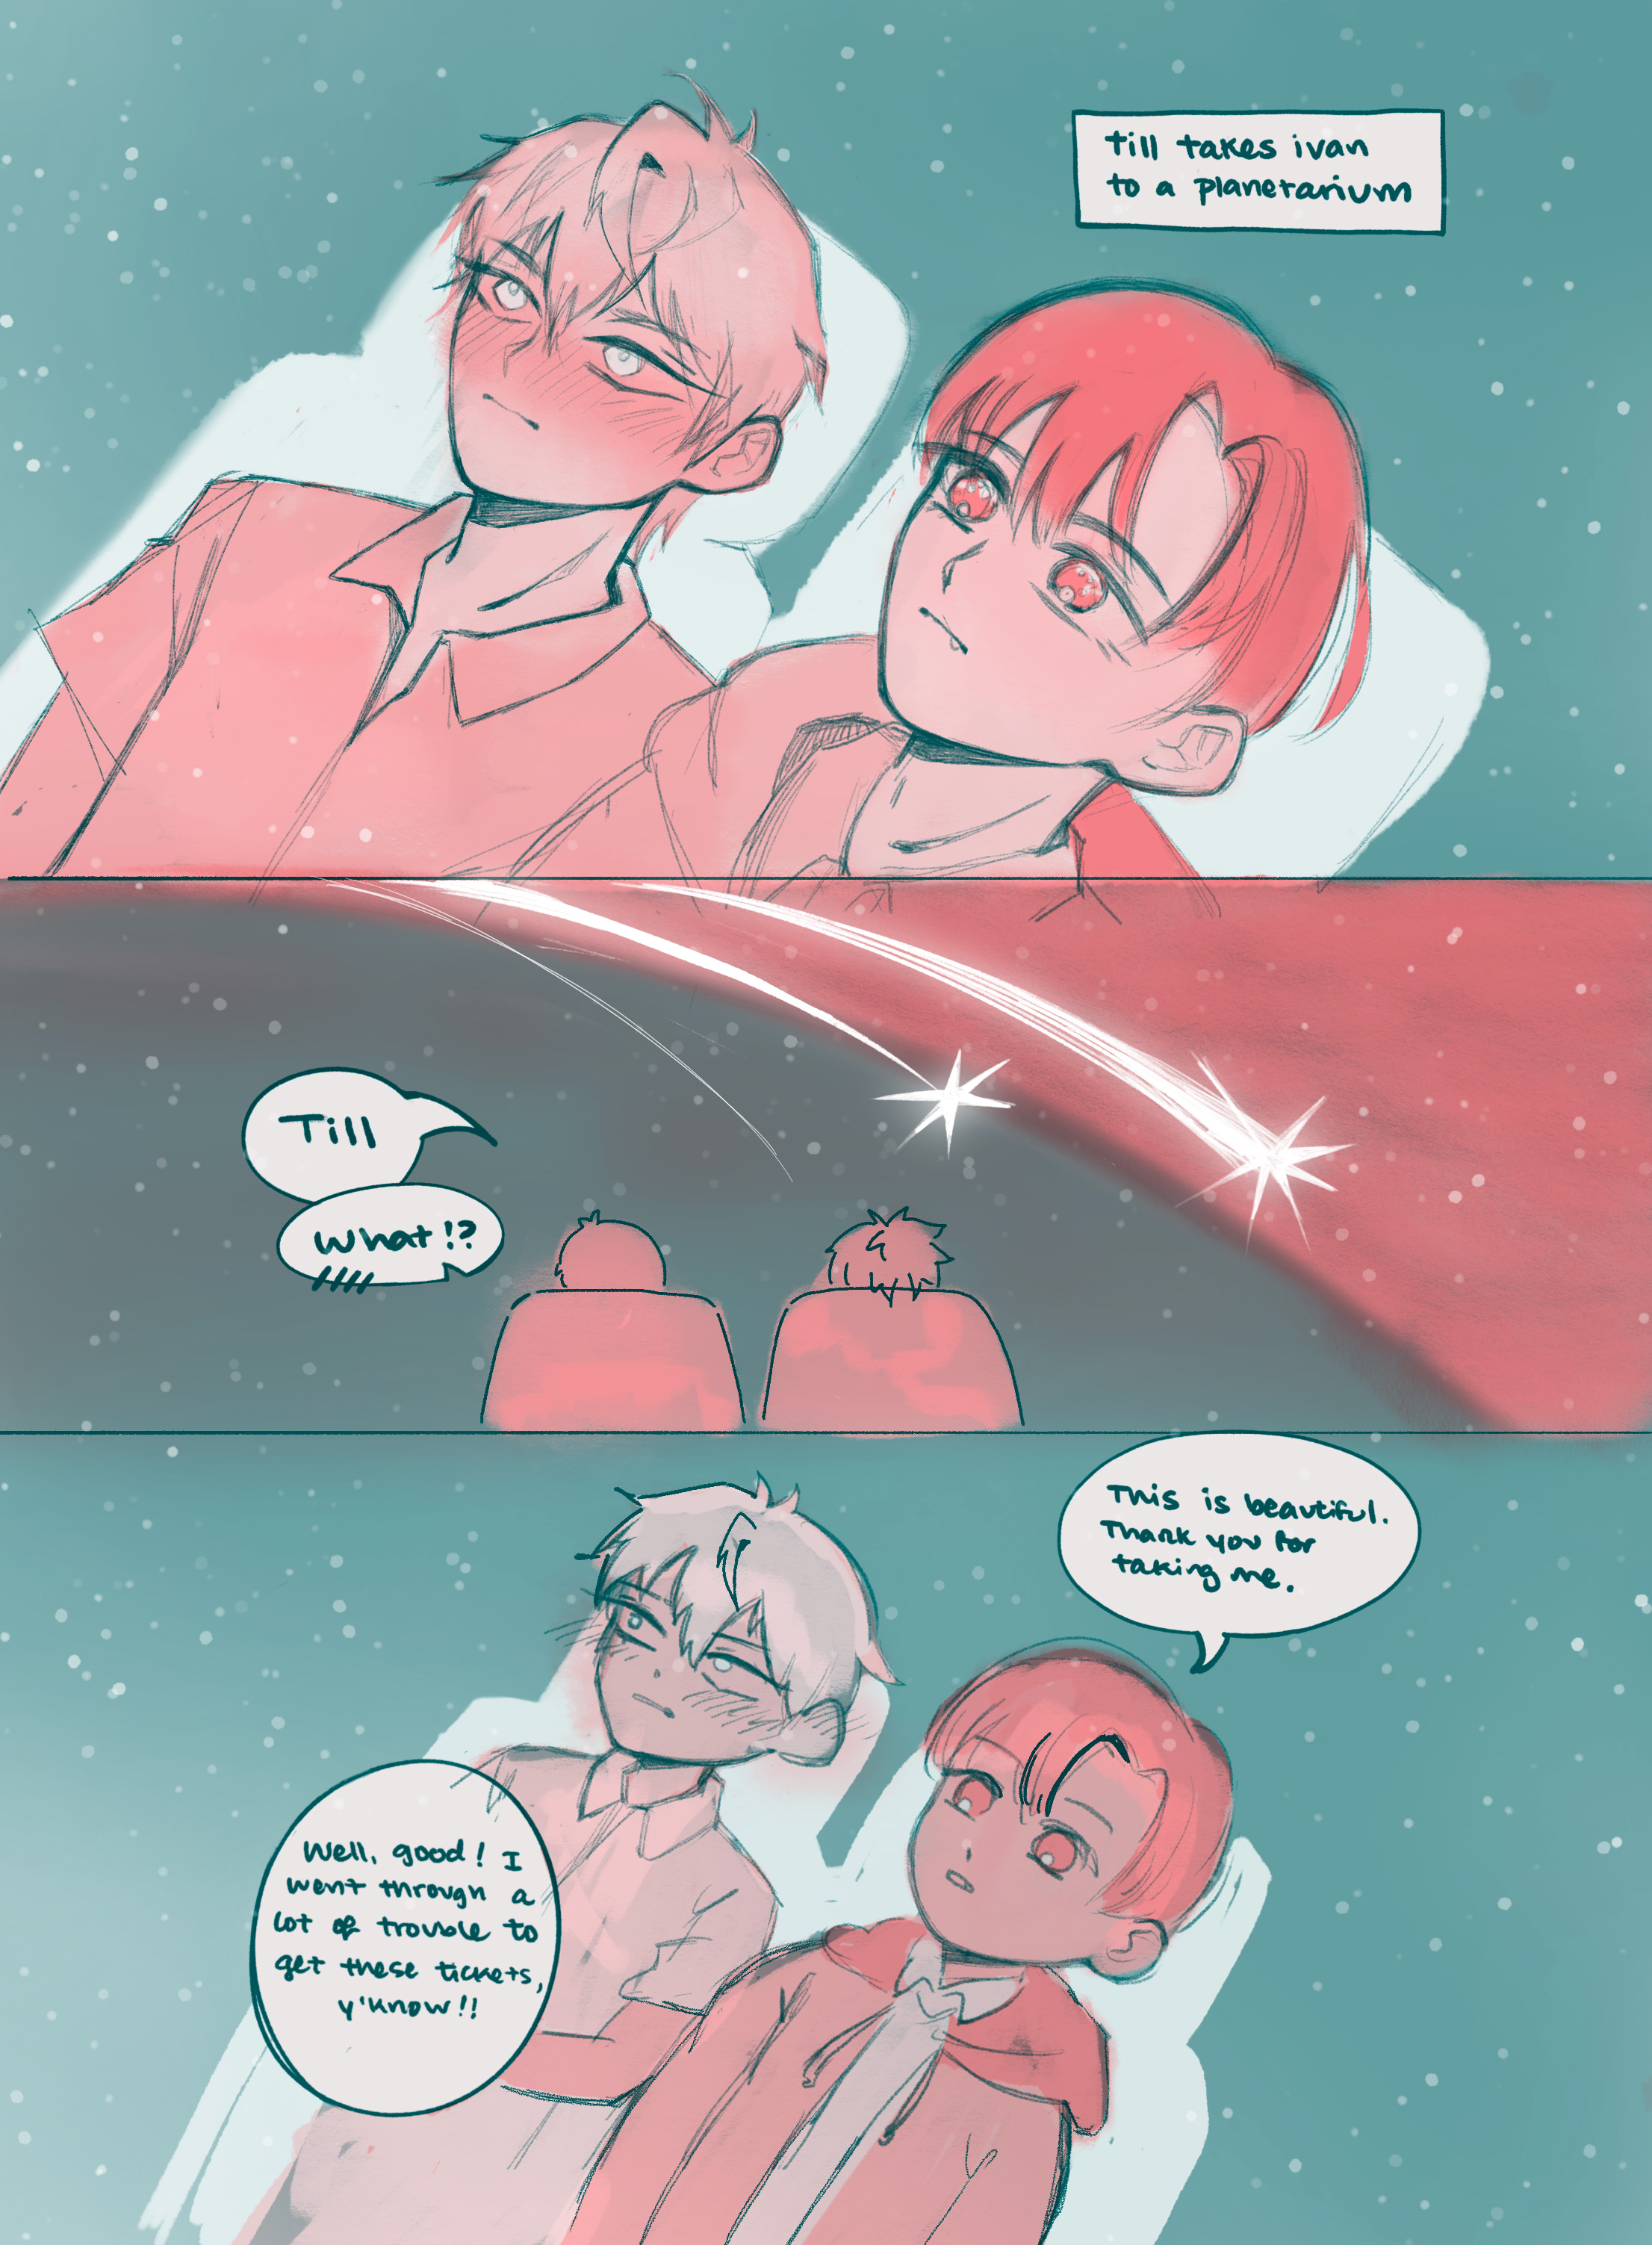 Till takes ivan
to a planetarium
Till
What!?
This is beautiful.
Thank you for
taking me.
Well, good! I
went through a
lot of trouble to
get these tickets,
y'know!!